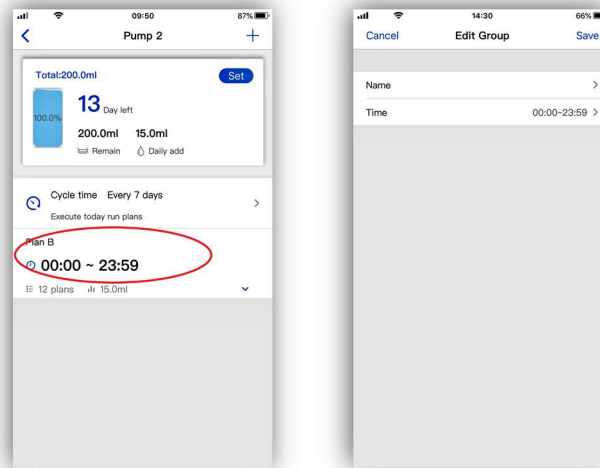 09:50
87%
Pump 2
Total:200.0ml
Set
100.0%
13 Day left
200.0ml 15.0ml
Remain Daily add
Cycle time Every 7 days
Execute today run plans
Plan B
00:00 ~ 23:59
12 plans 15.0ml
14:30
66%
Cancel Edit Group Save
Name
Time 00:00~23:59